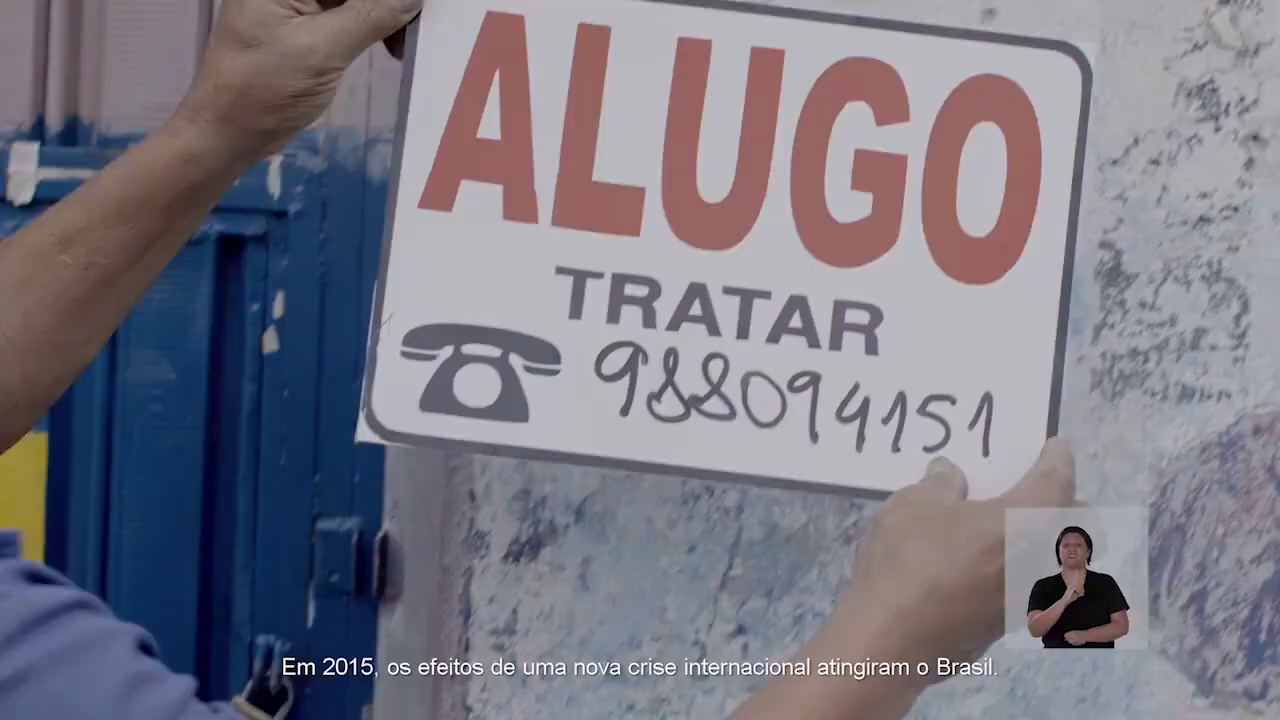 ALUGO
TRATAR
988094151
Em 2015, os efeitos de uma nova crise internacional atingiram o Brasil.